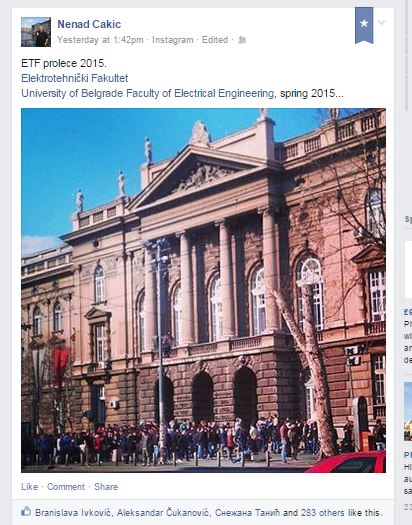 Nenad Cakic
Yesterday at 1:42pm · Instagram · Edited ·
ETF prolece 2015.
Elektrotehnički Fakultet
University of Belgrade Faculty of Electrical Engineering, spring 2015...
Like · Comment · Share
Branislava Ivković, Aleksandar Čukanović, Снежана Танић and 283 others like this.